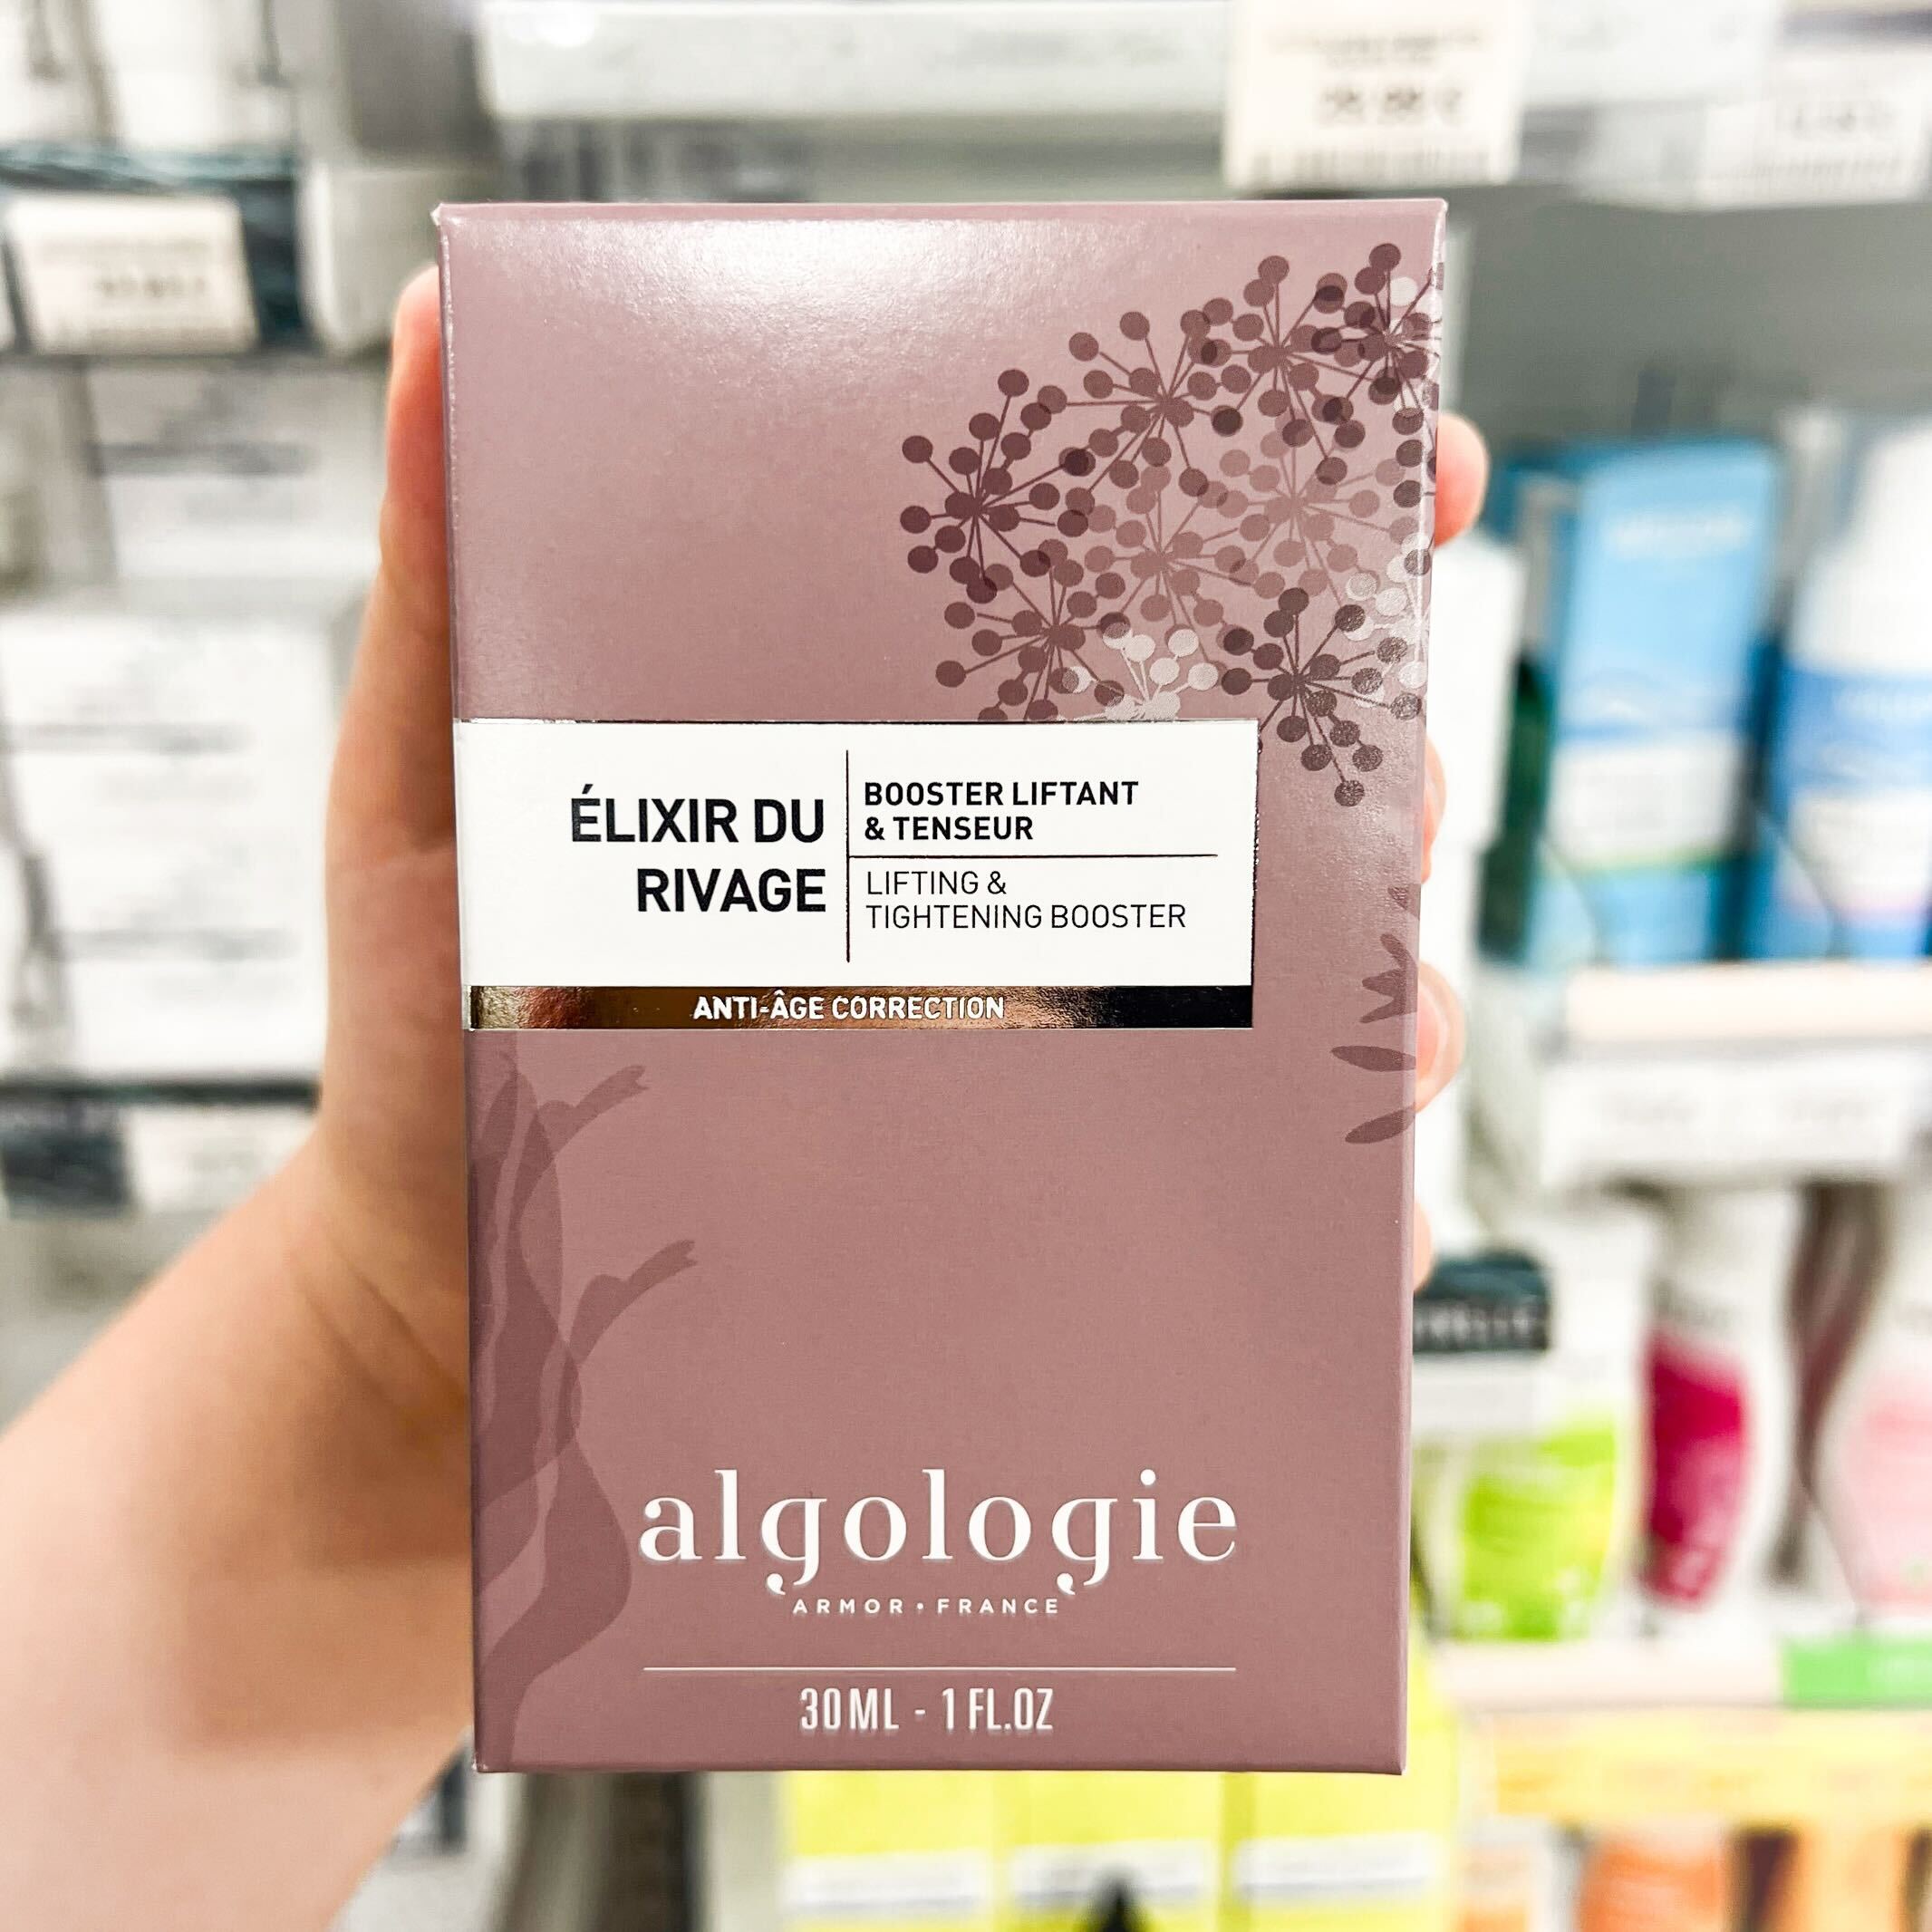 ÉLIXIR DU
RIVAGE
BOOSTER LIFTANT
& TENSEUR
LIFTING &
TIGHTENING BOOSTER
ANTI-ÂGE CORRECTION
algologie
ARMOR • FRANCE
30ML - 1 FL.OZ